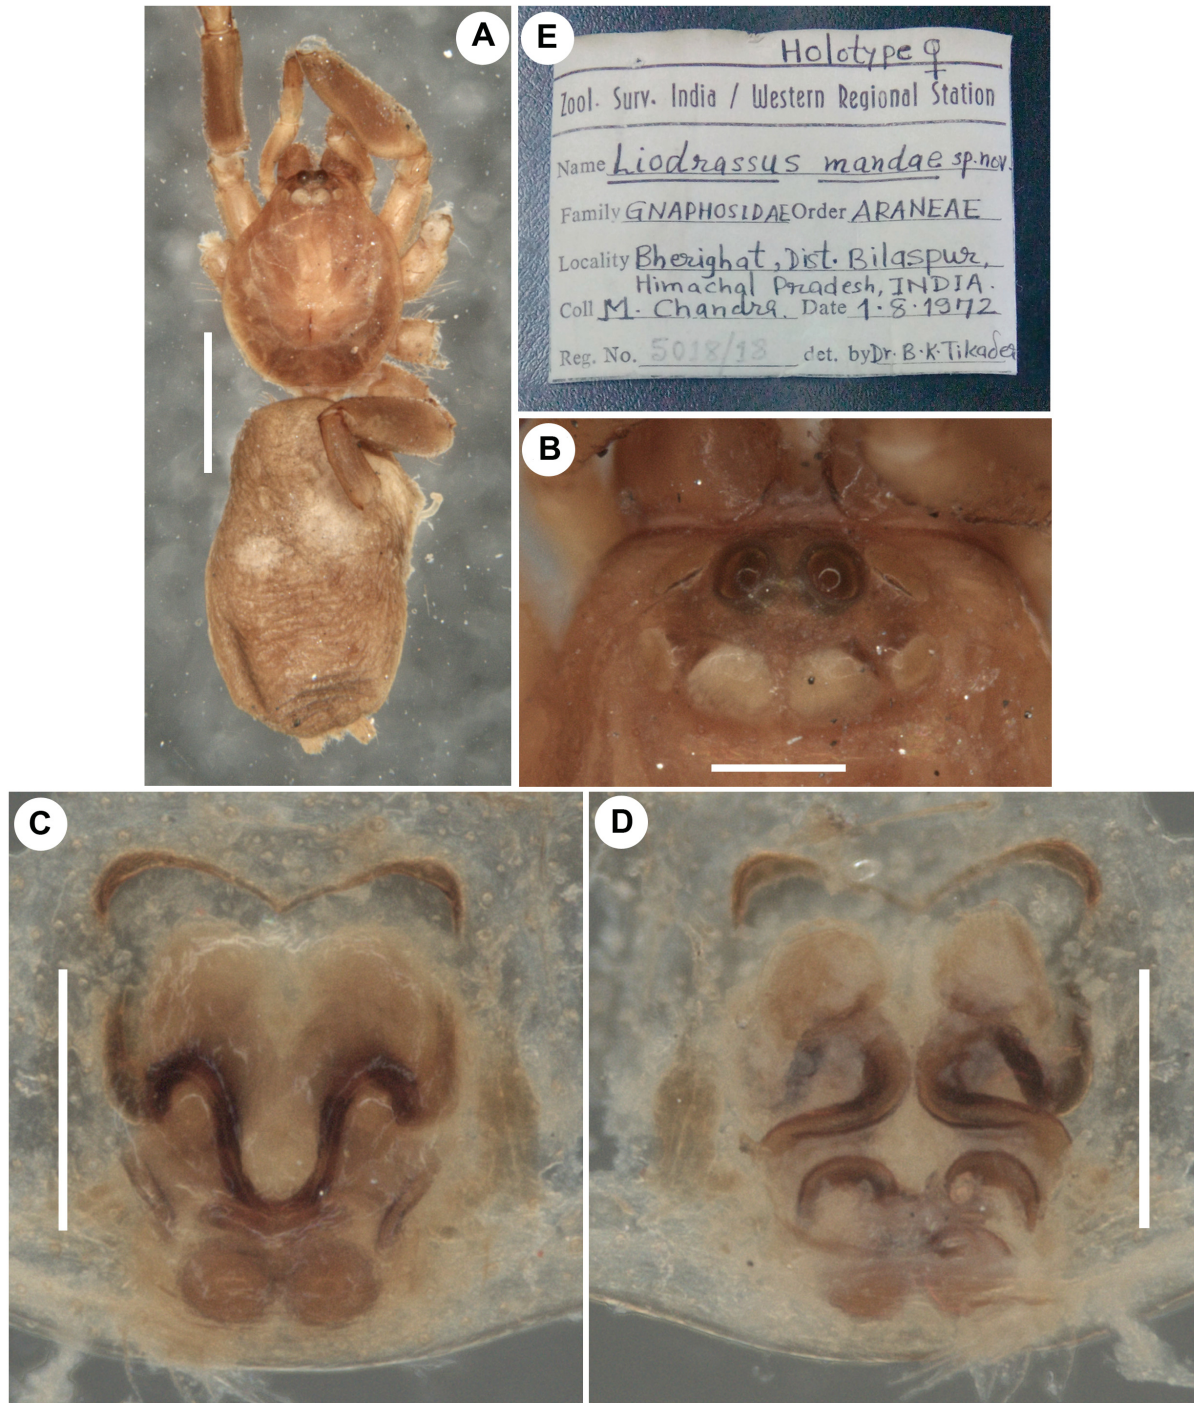 A
E
Holotype ♀
Zool. Surv. India / Western Regional Station
Name Liodrassus mandae sp.nov.
Family GNAPHOSIDAE Order ARANEAE
Locality Bherighat, Dist. Bilaspur,
Himachal Pradesh, INDIA.
Coll M. Chandra. Date 1.8.1972
Reg. No. 5018/18 det. by Dr. B.K. Tikader
B
C
D